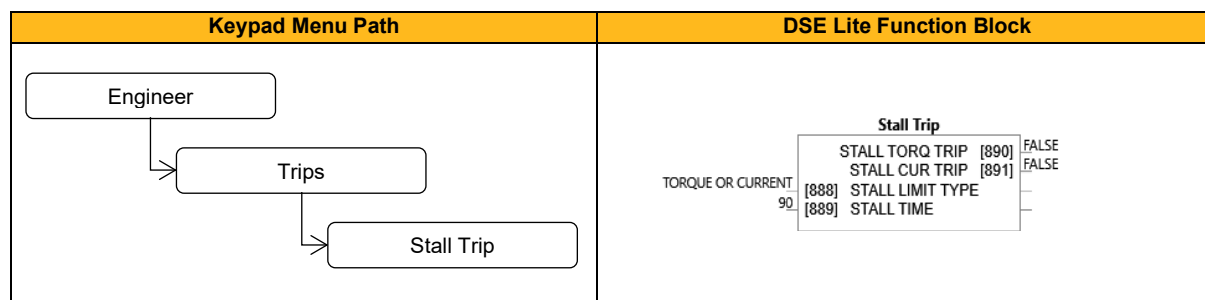 Keypad Menu Path
DSE Lite Function Block
Engineer
Trips
Stall Trip
Stall Trip
STALL TORQ TRIP [890] FALSE
STALL CUR TRIP [891] FALSE
TORQUE OR CURRENT [888] STALL LIMIT TYPE
90 [889] STALL TIME